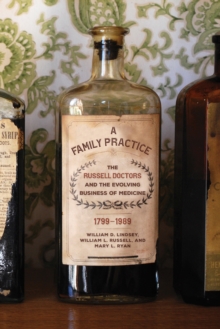 A
FAMILY PRACTICE
THE
RUSSELL DOCTORS
AND THE EVOLVING
BUSINESS OF MEDICINE
1799–1989
WILLIAM D. LINDSEY,
WILLIAM L. RUSSELL, AND
MARY L. RYAN